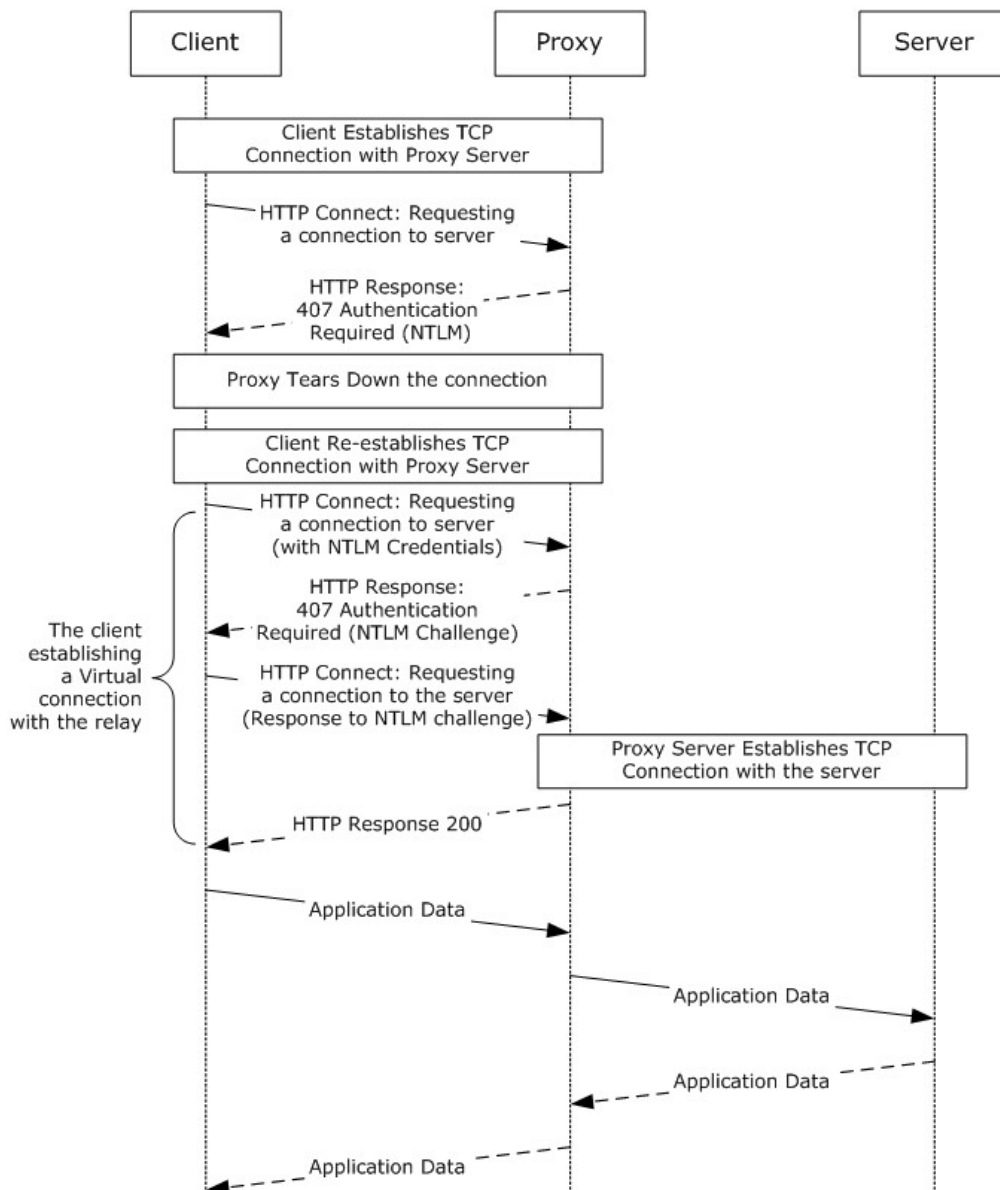 Client
Proxy
Server
Client Establishes TCP
Connection with Proxy Server
HTTP Connect: Requesting
a connection to server
HTTP Response:
407 Authentication
Required (NTLM)
Proxy Tears Down the connection
Client Re-establishes TCP
Connection with Proxy Server
HTTP Connect: Requesting
a connection to server
(with NTLM Credentials)
HTTP Response:
407 Authentication
Required (NTLM Challenge)
The client
establishing
a Virtual
connection
with the relay
HTTP Connect: Requesting
a connection to the server
(Response to NTLM challenge)
Proxy Server Establishes TCP
Connection with the server
HTTP Response 200
Application Data
Application Data
Application Data
Application Data